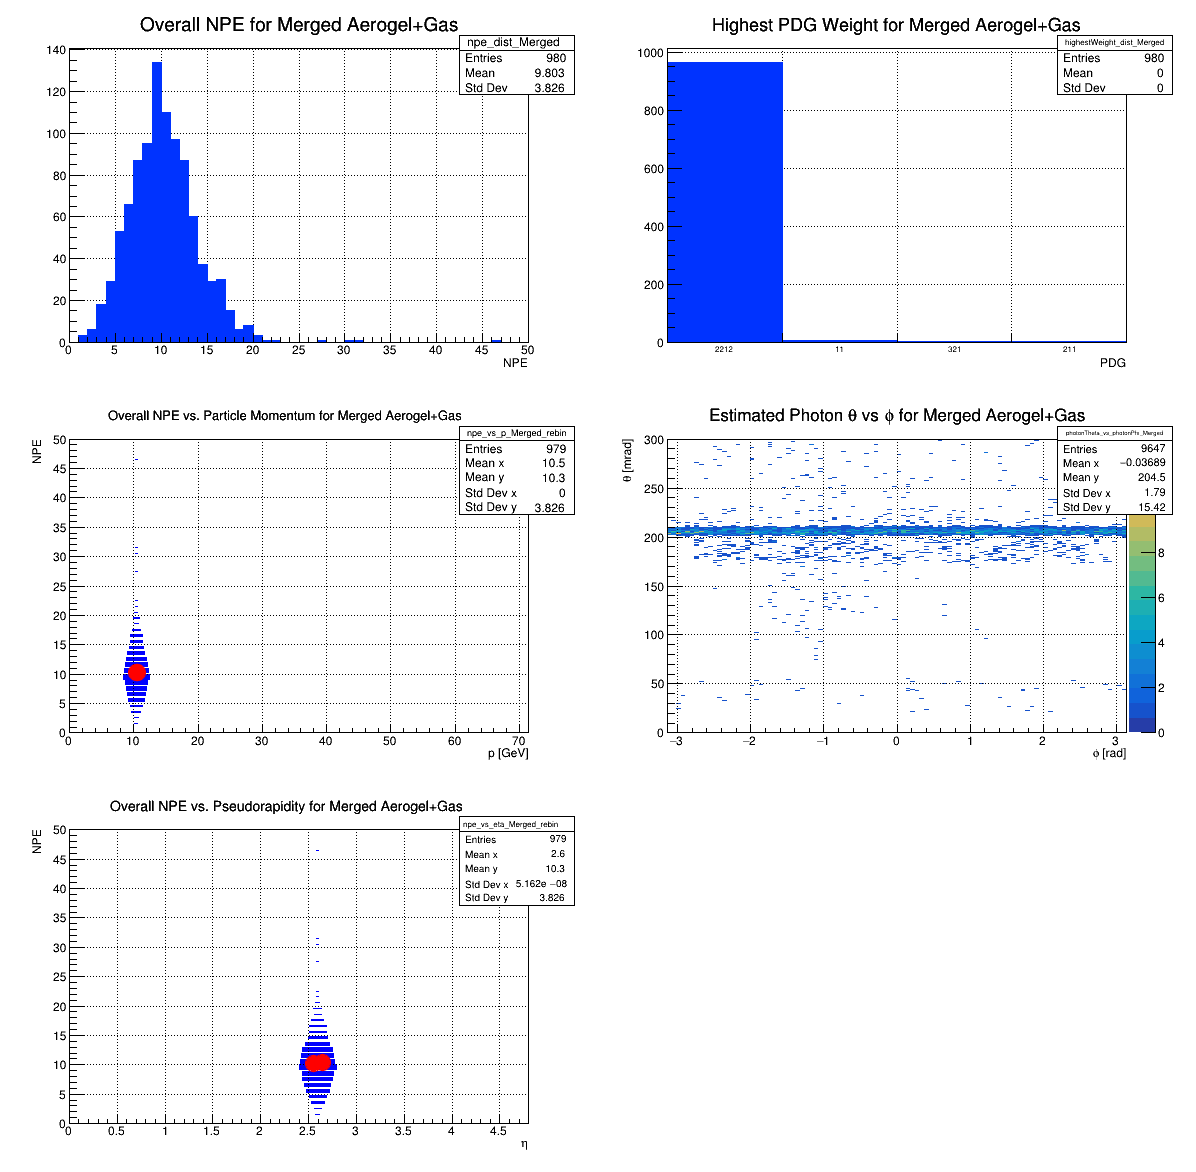 Overall NPE for Merged Aerogel+Gas
npe_dist_Merged
Entries 980
Mean 9.803
Std Dev 3.826
140
120
100
80
60
40
20
0
0 5 10 15 20 25 30 35 40 45 50
NPE
Highest PDG Weight for Merged Aerogel+Gas
highestWeight_dist_Merged
Entries 980
Mean 0
Std Dev 0
1000
800
600
400
200
0
2212 11 321 211
PDG
Overall NPE vs. Particle Momentum for Merged Aerogel+Gas
npe_vs_p_Merged_rebin
Entries 979
Mean x 10.5
Mean y 10.3
Std Dev x 0
Std Dev y 3.826
NPE
50
45
40
35
30
25
20
15
10
5
0
0 10 20 30 40 50 60 70
p [GeV]
Estimated Photon θ vs ϕ for Merged Aerogel+Gas
photonTheta_vs_photonPhi_Merged
Entries 9647
Mean x −0.03689
Mean y 204.5
Std Dev x 1.79
Std Dev y 15.42
θ [mrad]
300
250
200
150
100
50
0
−3 −2 −1 0 1 2 3
ϕ [rad]
8
6
4
2
0
Overall NPE vs. Pseudorapidity for Merged Aerogel+Gas
npe_vs_eta_Merged_rebin
Entries 979
Mean x 2.6
Mean y 10.3
Std Dev x 5.162e −08
Std Dev y 3.826
NPE
50
45
40
35
30
25
20
15
10
5
0
0 0.5 1 1.5 2 2.5 3 3.5 4 4.5
η